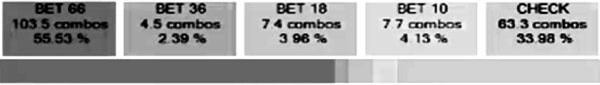 BET 66
103.5 combos
55.53 %
BET 36
4.5 combos
2.39 %
BET 18
7.4 combos
3.96 %
BET 10
7.7 combos
4.13 %
CHECK
63.3 combos
33.98 %